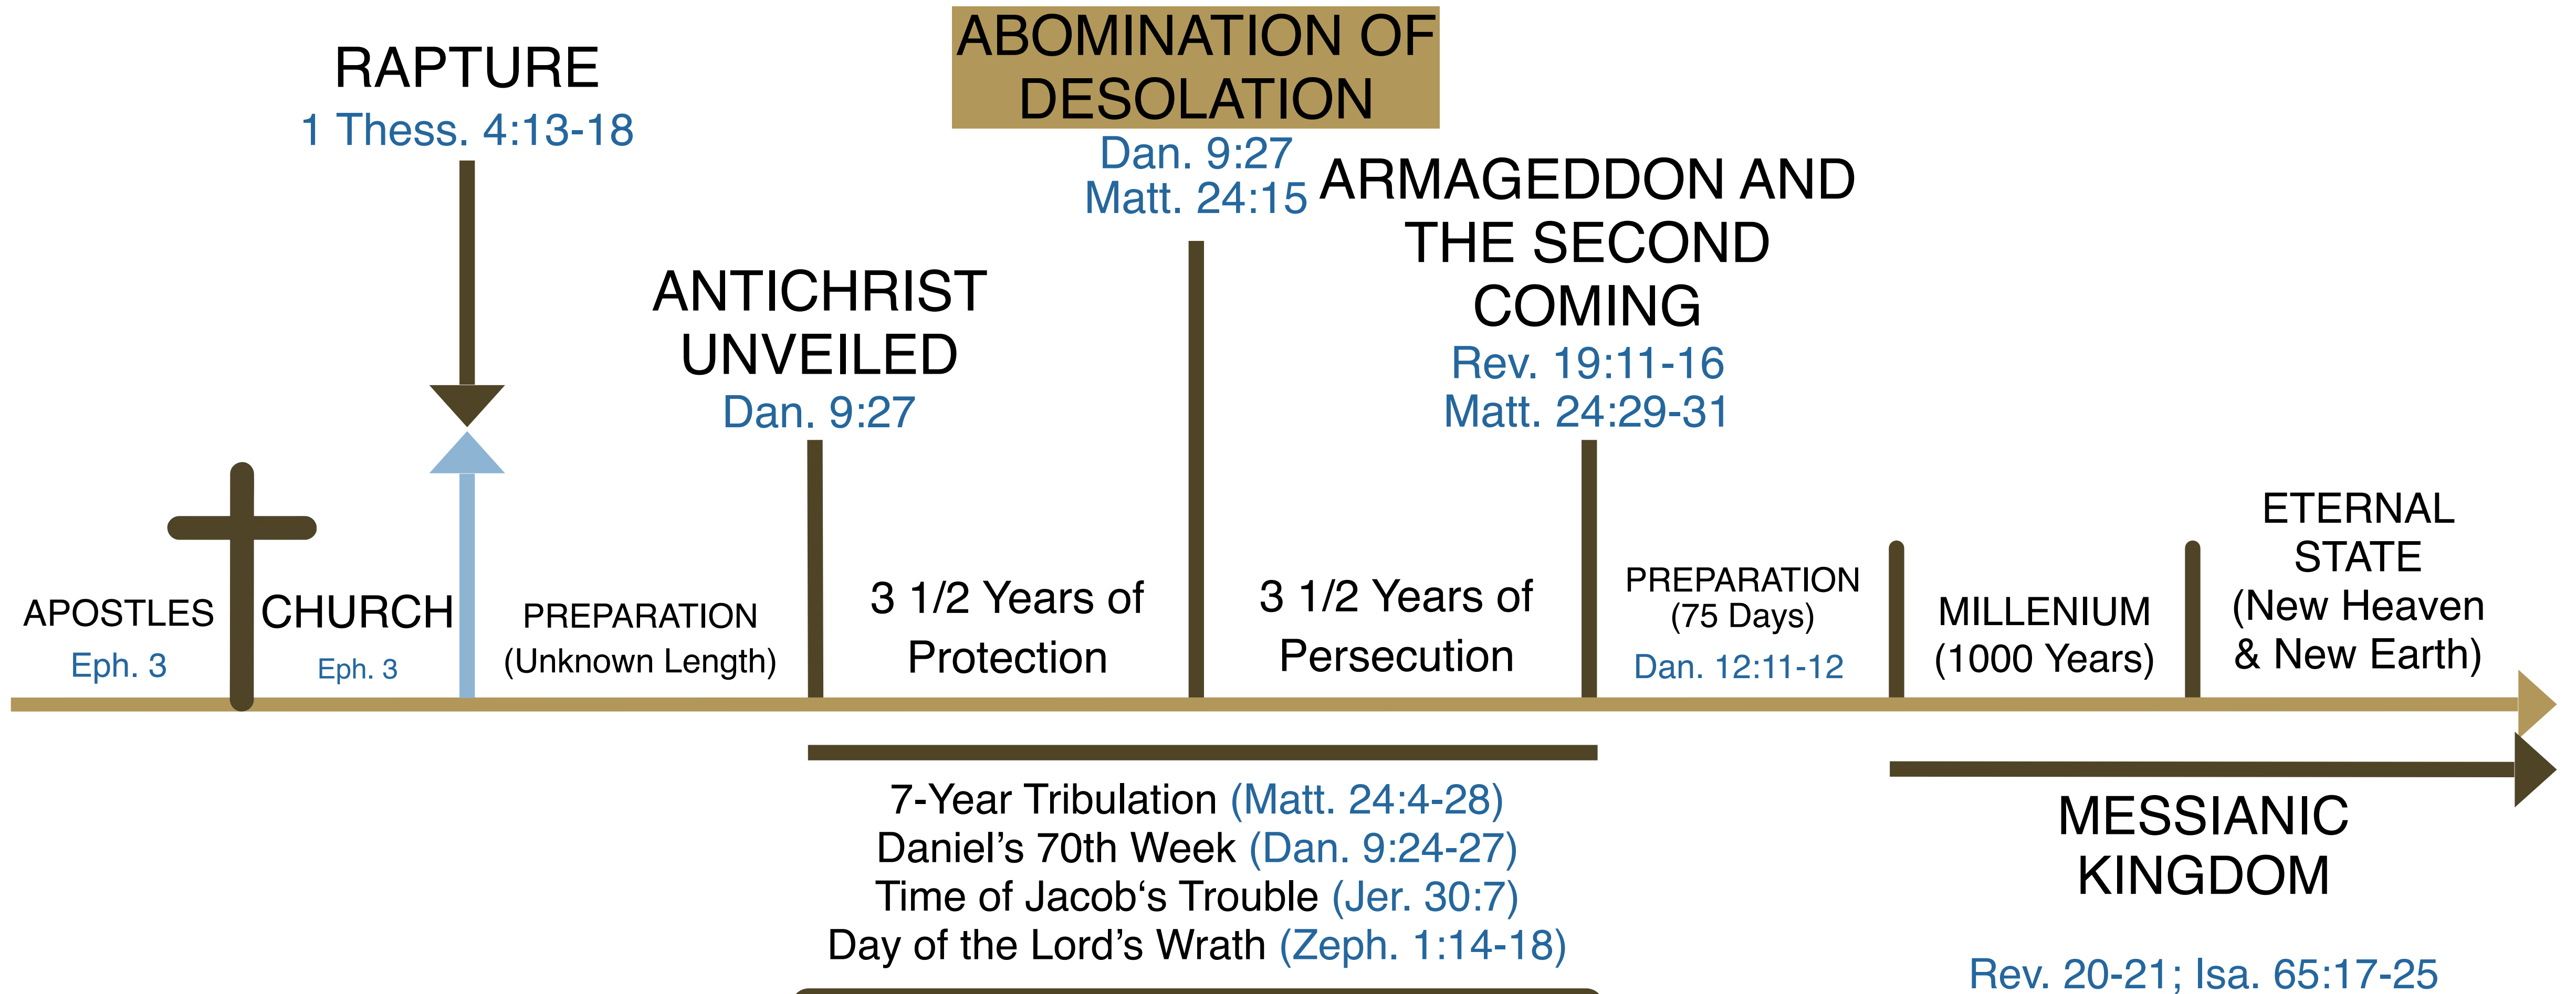 RAPTURE
1 Thess. 4:13-18
ABOMINATION OF
DESOLATION
Dan. 9:27
Matt. 24:15
ANTICHRIST
UNVEILED
Dan. 9:27
ARMAGEDDON AND
THE SECOND
COMING
Rev. 19:11-16
Matt. 24:29-31
APOSTLES
Eph. 3
CHURCH
Eph. 3
PREPARATION
(Unknown Length)
3 1/2 Years of
Protection
3 1/2 Years of
Persecution
PREPARATION
(75 Days)
Dan. 12:11-12
MILLENIUM
(1000 Years)
ETERNAL
STATE
(New Heaven
& New Earth)
7-Year Tribulation (Matt. 24:4-28)
Daniel’s 70th Week (Dan. 9:24-27)
Time of Jacob‘s Trouble (Jer. 30:7)
Day of the Lord’s Wrath (Zeph. 1:14-18)
MESSIANIC
KINGDOM
Rev. 20-21; Isa. 65:17-25